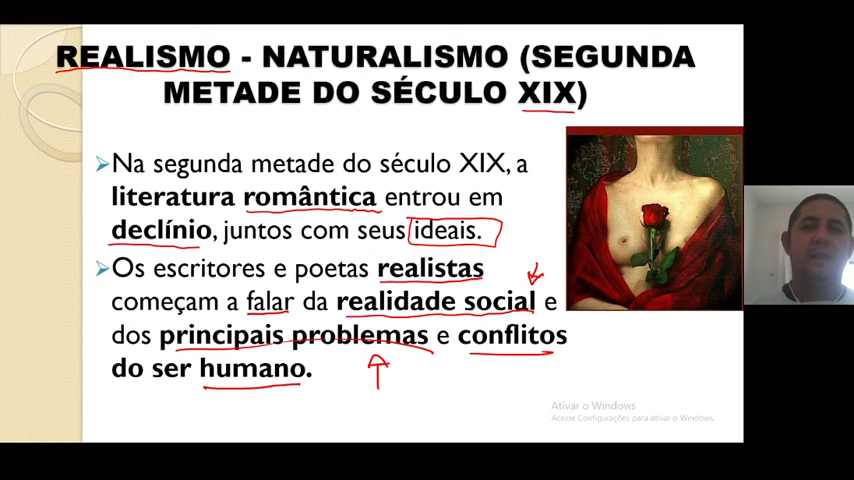 REALISMO - NATURALISMO (SEGUNDA
METADE DO SÉCULO XIX)
Na segunda metade do século XIX, a
literatura romântica entrou em
declínio, juntos com seus ideais.
Os escritores e poetas realistas
começam a falar da realidade social e
dos principais problemas e conflitos
do ser humano.
Ativar o Windows
Acesse Configurações para ativar o Windows.